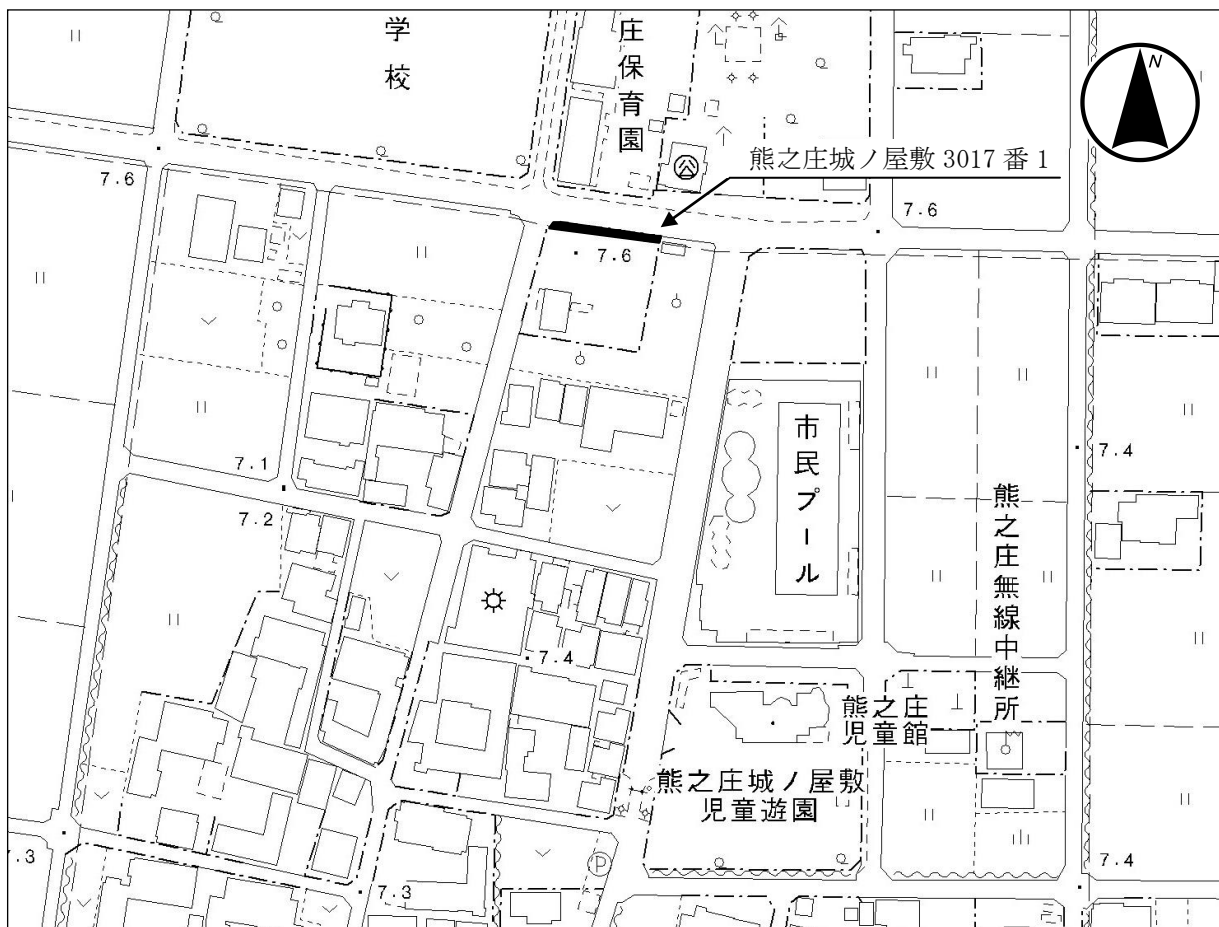 学校
庄保育園
N
熊之庄城ノ屋敷 3017 番 1
7.6
7.6
7.6
7.1
7.2
市民プール
7.4
熊之庄無線中継所
7.4
熊之庄
児童館
熊之庄城ノ屋敷
児童遊園
7.3
7.3
P
7.4